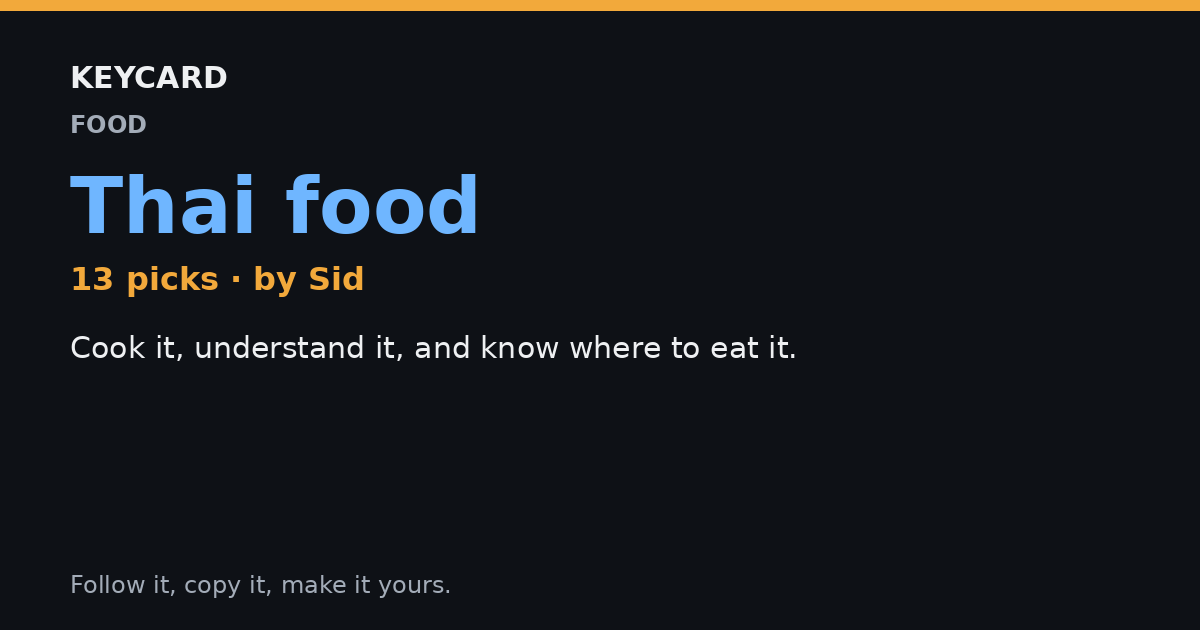 KEYCARD
FOOD
Thai food
13 picks · by Sid
Cook it, understand it, and know where to eat it.
Follow it, copy it, make it yours.